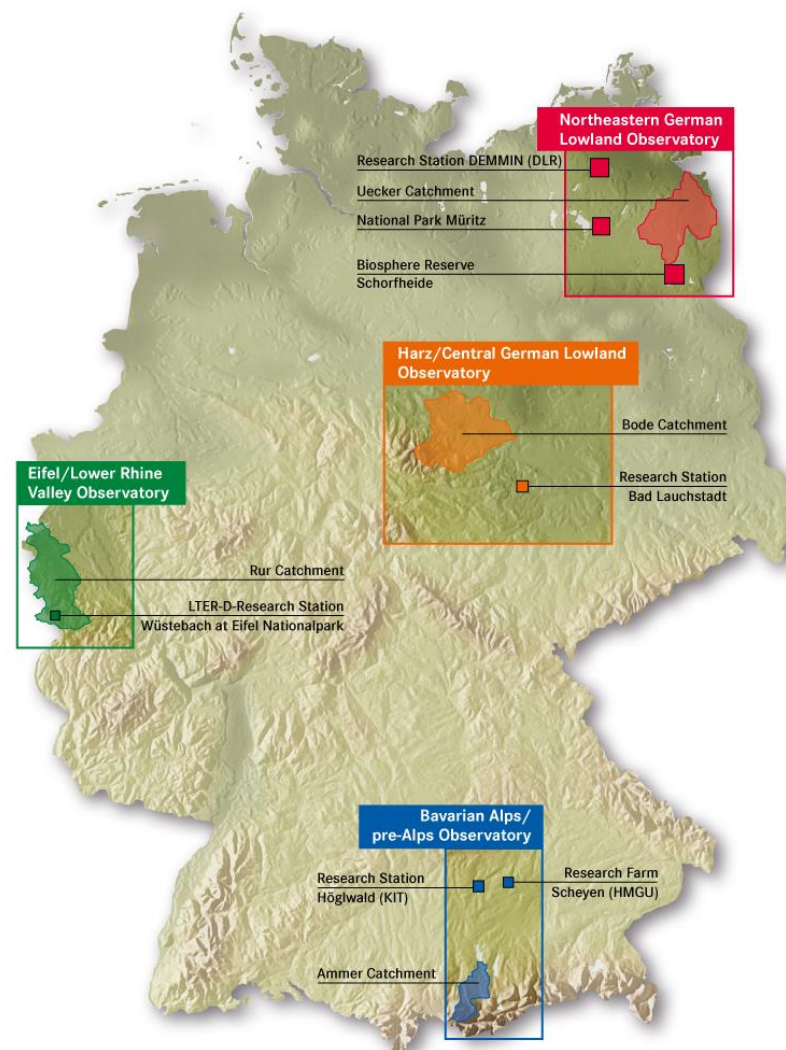 Northeastern German
Lowland Observatory
Research Station DEMMIN (DLR)
Uecker Catchment
National Park Müritz
Biosphere Reserve
Schorfheide
Harz/Central German Lowland
Observatory
Bode Catchment
Research Station
Bad Lauchstadt
Eifel/Lower Rhine
Valley Observatory
Rur Catchment
LTER-D-Research Station
Wüstebach at Eifel Nationalpark
Bavarian Alps/
pre-Alps Observatory
Research Station
Höglwald (KIT)
Research Farm
Scheyen (HMGU)
Ammer Catchment